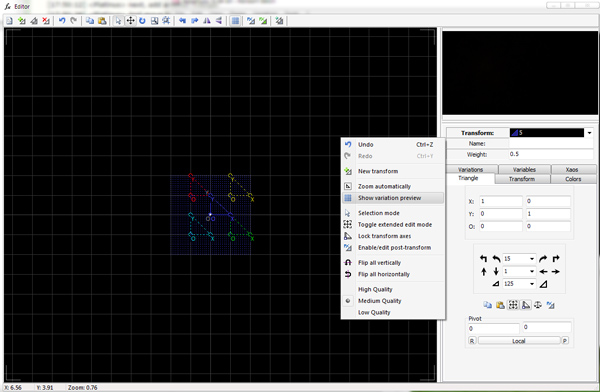 Editor
Transform: 5
Name:
Weight: 0.5
Variations Variables Xaos
Triangle Transform Colors
X: 1 0
Y: 0 1
O: 0 0
15
1
125
Pivot
0 0
R Local P
Undo Ctrl+Z
Redo Ctrl+Y
New transform
Zoom automatically
Show variation preview
Selection mode
Toggle extended edit mode
Lock transform axes
Enable/edit post-transform
Flip all vertically
Flip all horizontally
High Quality
Medium Quality
Low Quality
X: 6.56 Y: 3.91 Zoom: 0.76